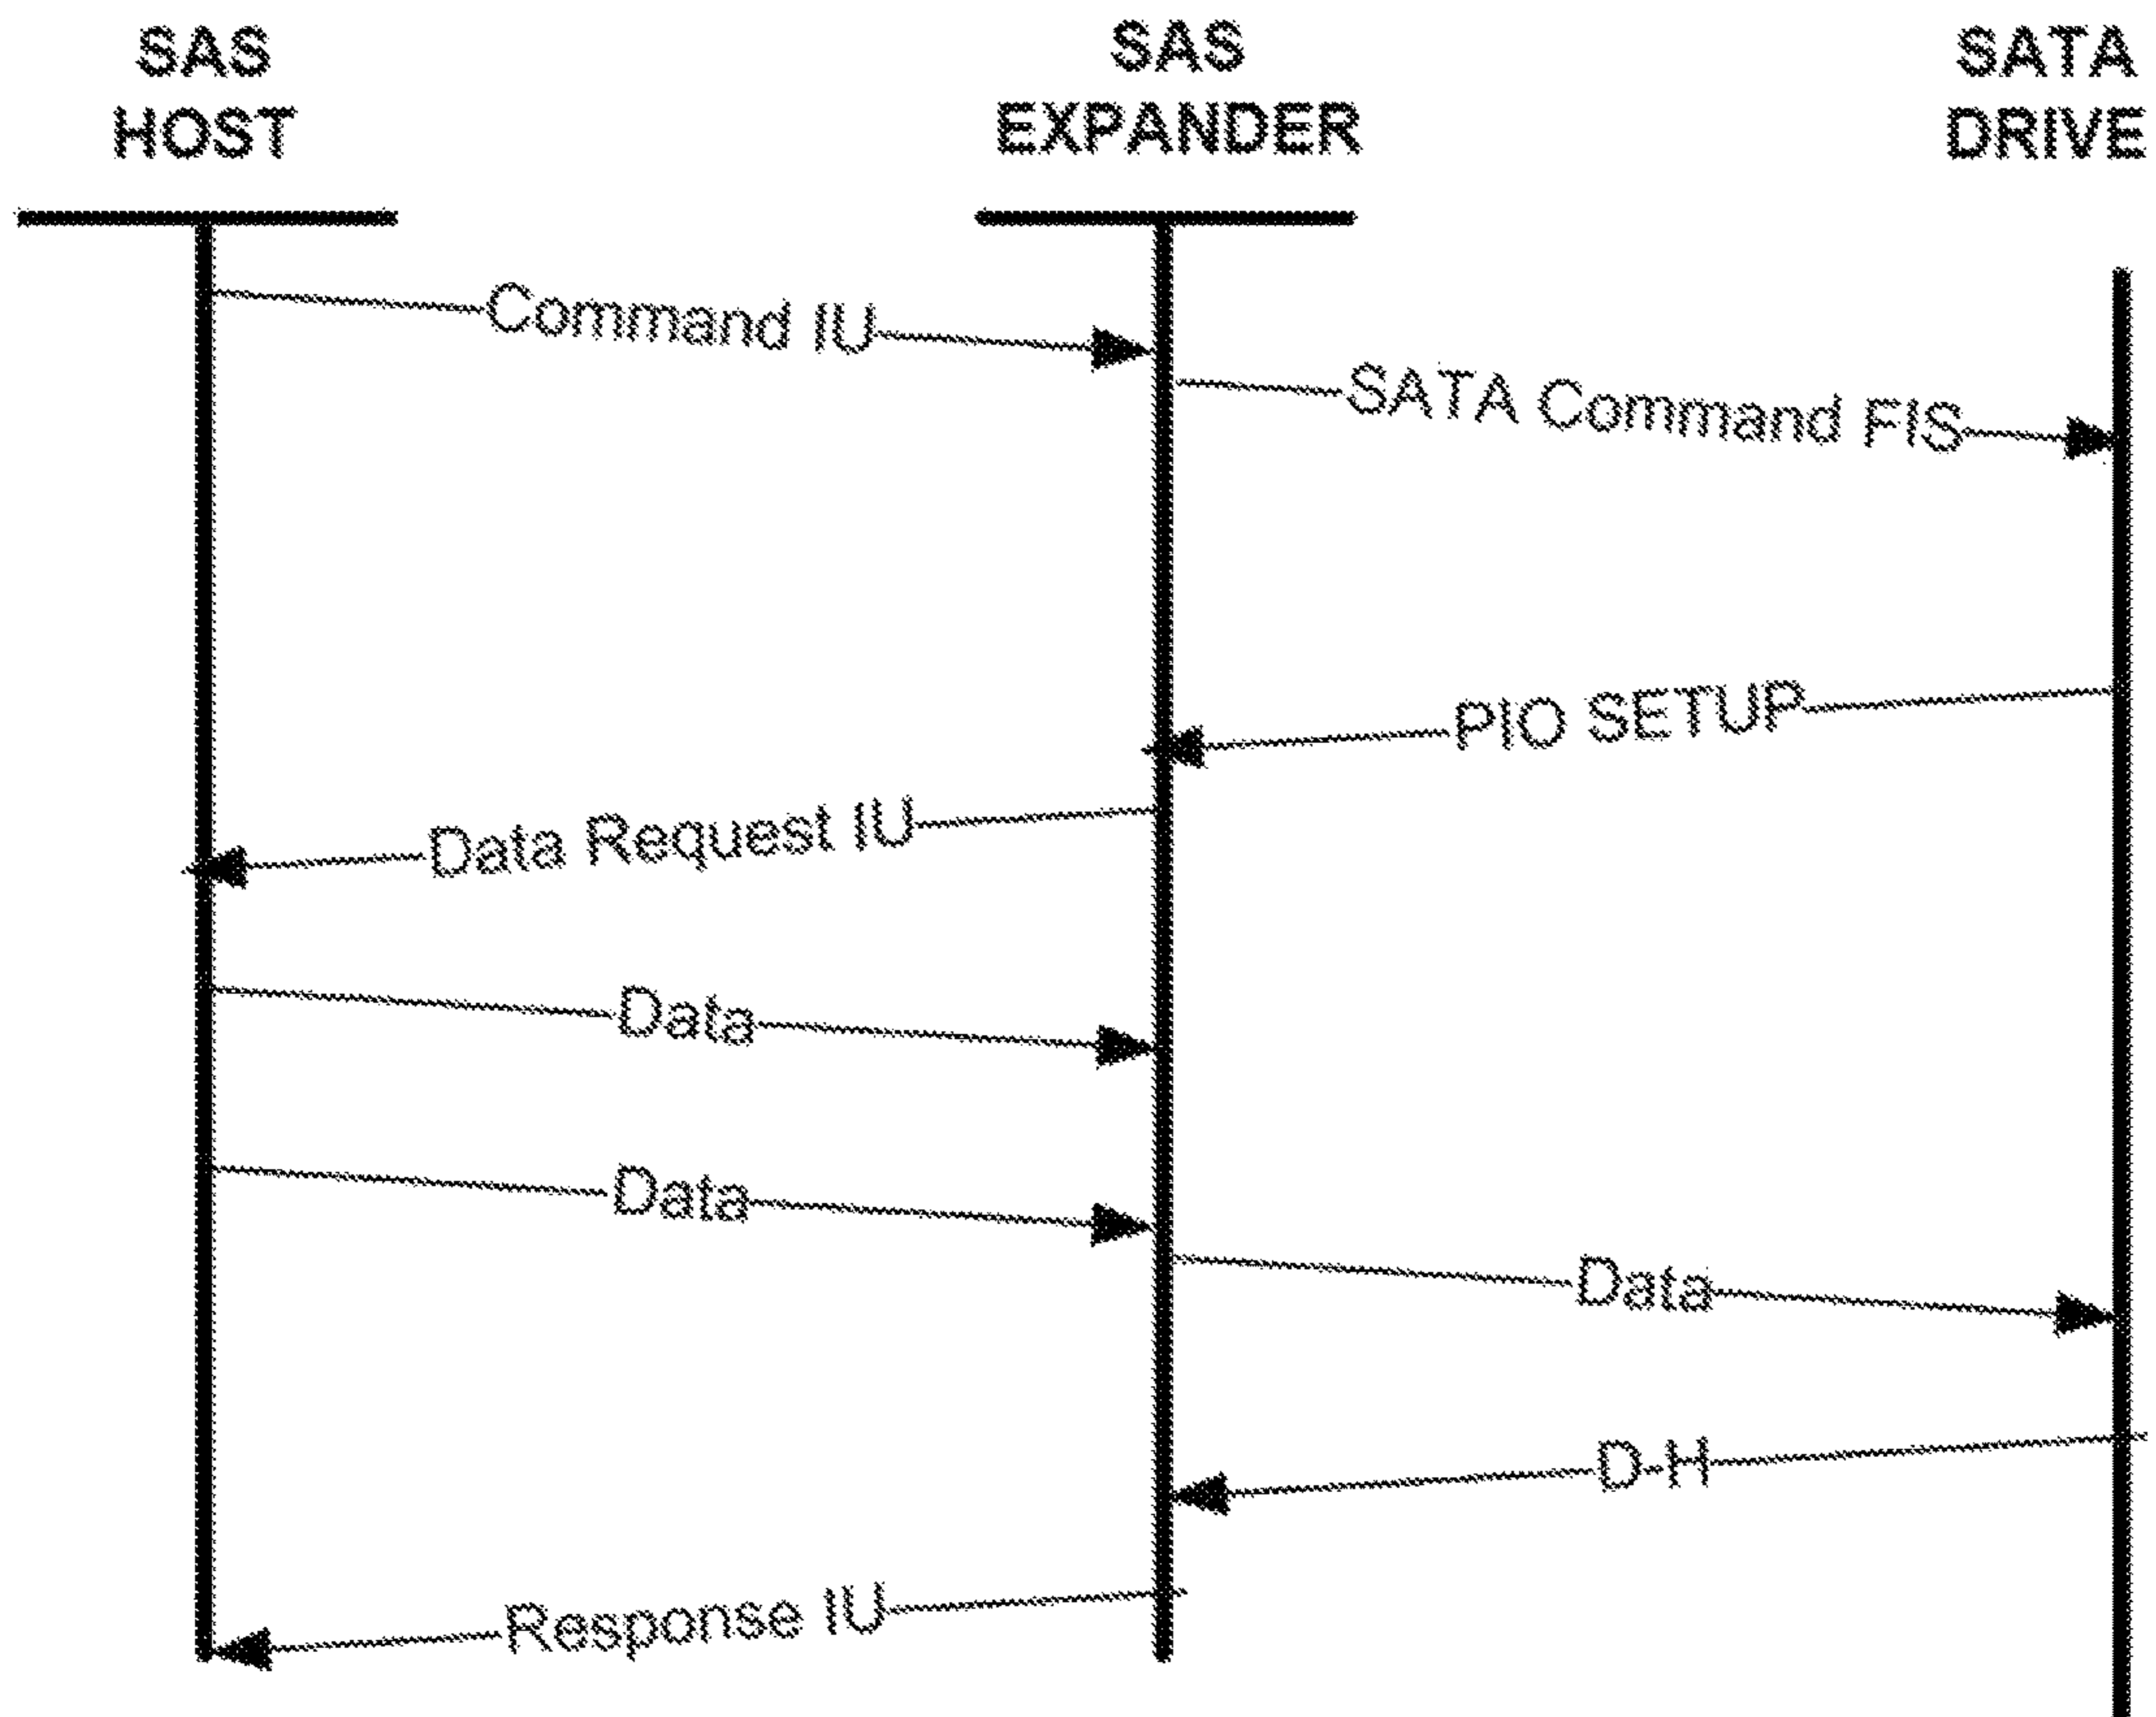 SAS
HOST
SAS
EXPANDER
SATA
DRIVE
Command IU
SATA Command FIS
PIO SETUP
Data Request IU
Data
Data
Data
D-H
Response IU